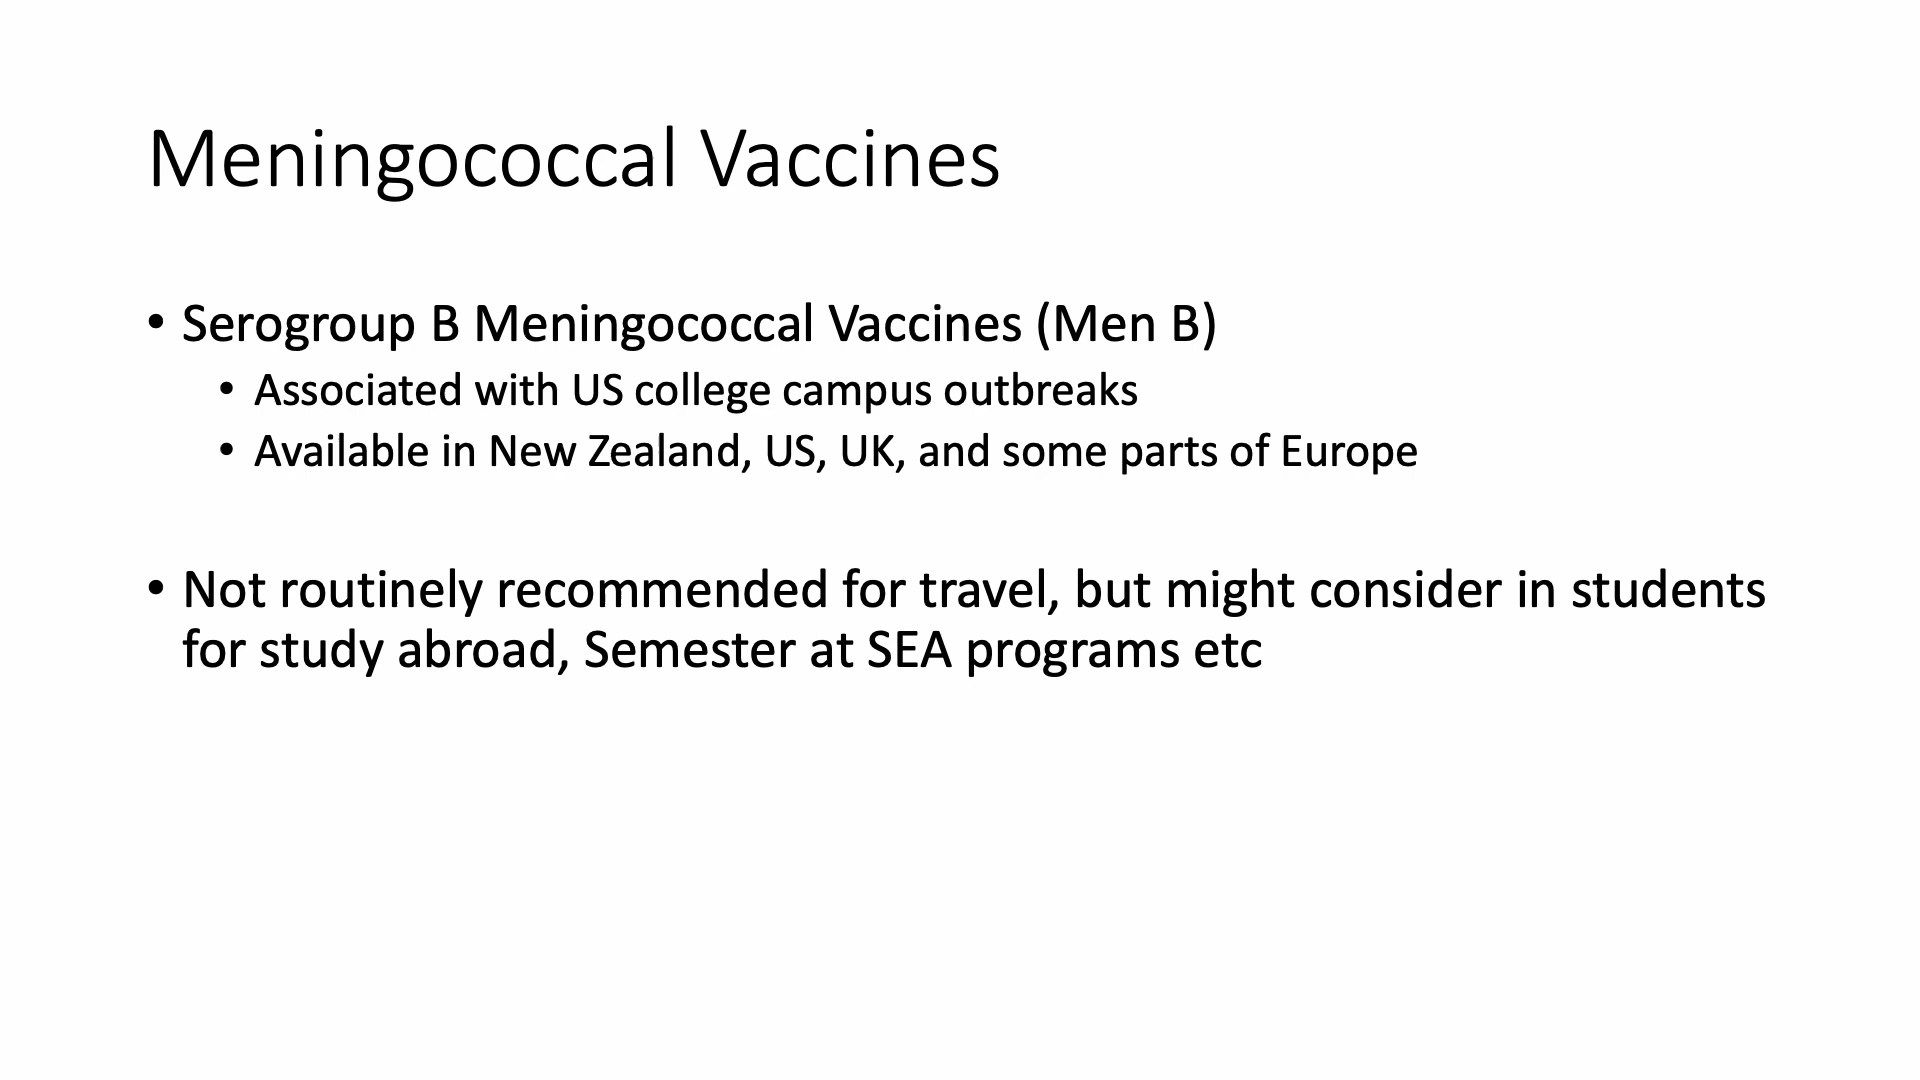 Meningococcal Vaccines
• Serogroup B Meningococcal Vaccines (Men B)
• Associated with US college campus outbreaks
• Available in New Zealand, US, UK, and some parts of Europe
• Not routinely recommended for travel, but might consider in students
for study abroad, Semester at SEA programs etc